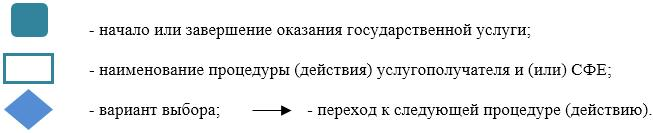 - начало или завершение оказания государственной услуги;
- наименование процедуры (действия) услугополучателя и (или) СФЕ;
- вариант выбора; - переход к следующей процедуре (действию).